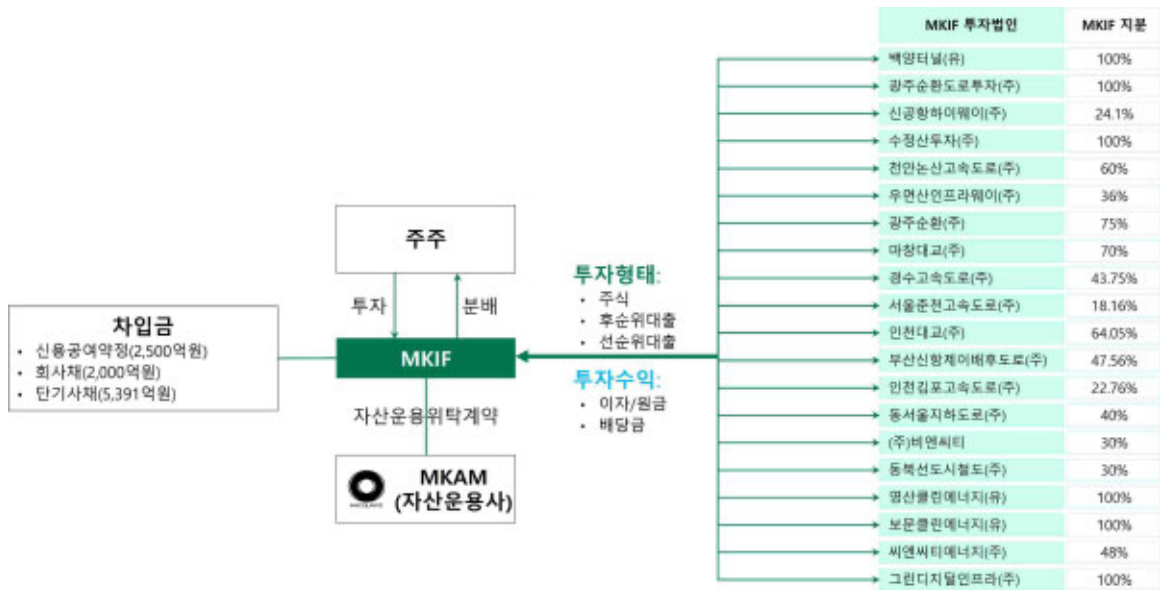 MKIF 투자법인 MKIF 지분
백양터널(유) 100%
광주순환도로투자(주) 100%
신공항하이웨이(주) 24.1%
수정산투자(주) 100%
천안논산고속도로(주) 60%
우면산인프라웨이(주) 36%
광주순환(주) 75%
마창대교(주) 70%
경수고속도로(주) 43.75%
서울춘천고속도로(주) 18.16%
인천대교(주) 64.05%
부산신항제이배후도로(주) 47.56%
인천김포고속도로(주) 22.76%
동서울지하도로(주) 40%
(주)비엔씨티 30%
동북선도시철도(주) 30%
영산클린에너지(유) 100%
보문클린에너지(유) 100%
씨엔씨티에너지(주) 48%
그린디지털인프라(주) 100%
주주
투자 분배
차입금
• 신용공여약정(2,500억원)
• 회사채(2,000억원)
• 단기사채(5,391억원)
MKIF
자산운용위탁계약
MKAM
(자산운용사)
투자형태:
• 주식
• 후순위대출
• 선순위대출
투자수익:
• 이자/원금
• 배당금